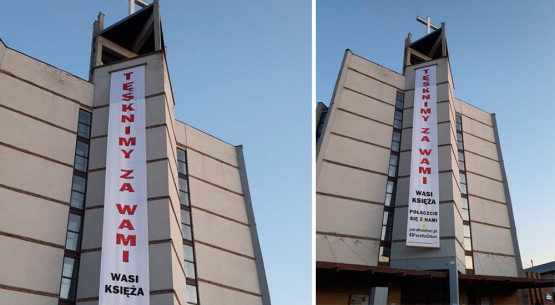 TĘSKNIMY ZA WAMI
WASI
KSIĘŻA
TĘSKNIMY ZA WAMI
WASI
KSIĘŻA
POŁĄCZCIE
SIĘ Z NAMI